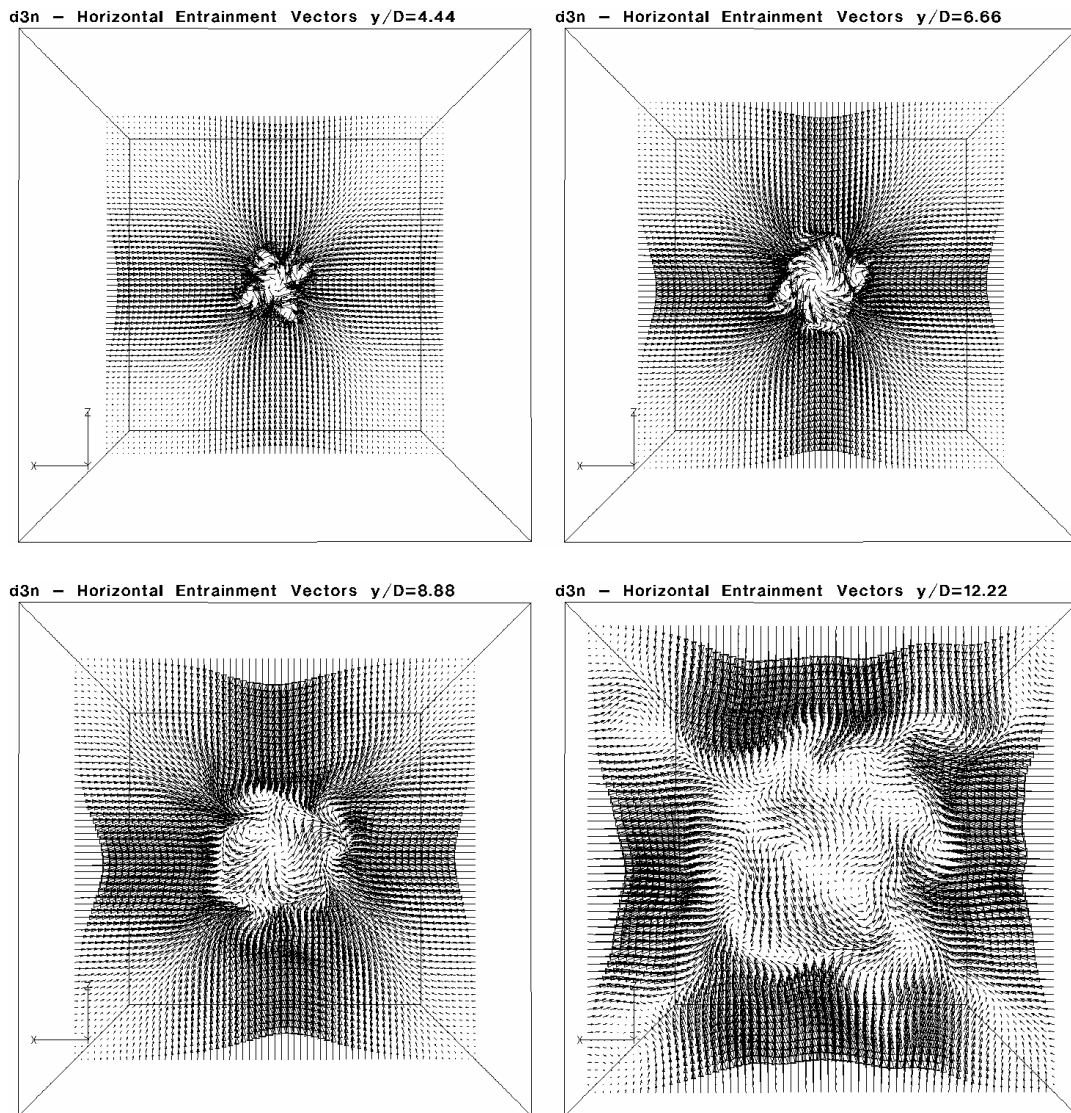 d3n – Horizontal Entrainment Vectors y/D=4.44
d3n – Horizontal Entrainment Vectors y/D=6.66
Z
X
Z
X
d3n – Horizontal Entrainment Vectors y/D=8.88
d3n – Horizontal Entrainment Vectors y/D=12.22
X
X